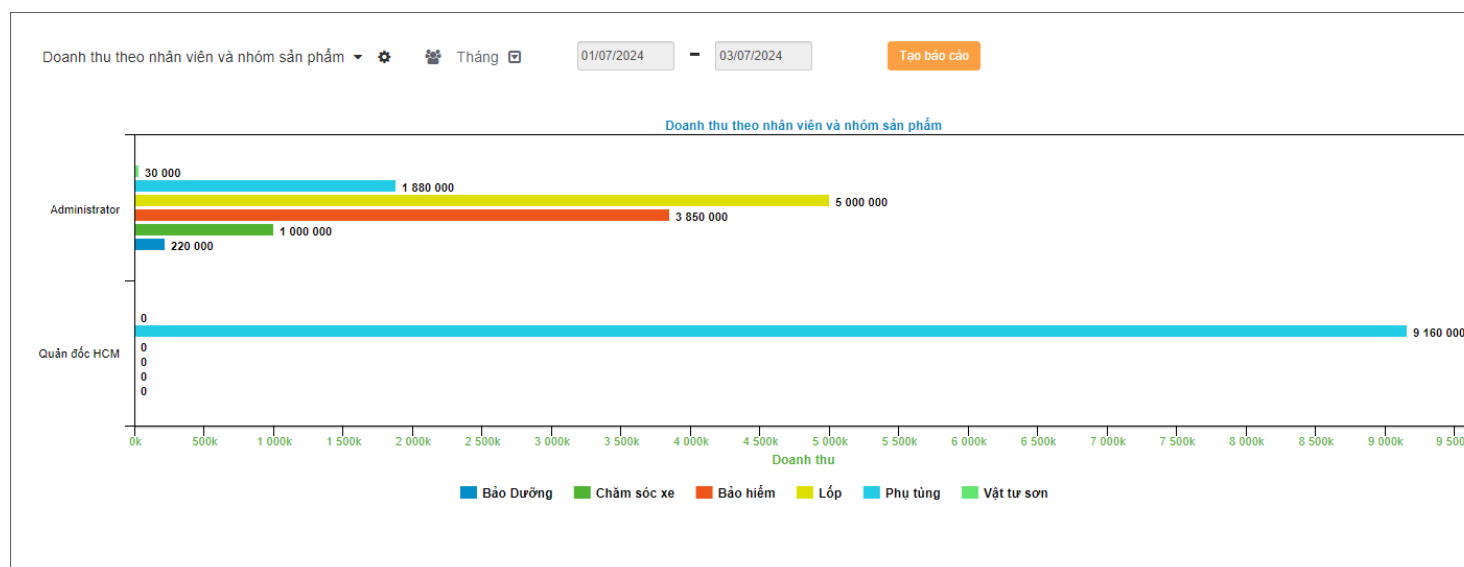 Doanh thu theo nhân viên và nhóm sản phẩm Tháng 01/07/2024 – 03/07/2024 Tạo báo cáo
Doanh thu theo nhân viên và nhóm sản phẩm
30 000
1 880 000
5 000 000
Administrator
3 850 000
1 000 000
220 000
0
9 160 000
Quản đốc HCM
0
0
0
0
0k 500k 1 000k 1 500k 2 000k 2 500k 3 000k 3 500k 4 000k 4 500k 5 000k 5 500k 6 000k 6 500k 7 000k 7 500k 8 000k 8 500k 9 000k 9 500
Doanh thu
Bảo Dưỡng Chăm sóc xe Bảo hiểm Lốp Phụ tùng Vật tư sơn